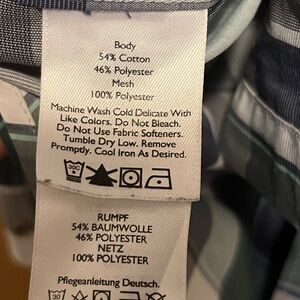 Body
54% Cotton
46% Polyester
Mesh
100% Polyester
Machine Wash Cold Delicate With
Like Colors. Do Not Bleach.
Do Not Use Fabric Softeners.
Tumble Dry Low. Remove
Promptly. Cool Iron As Desired.
30C
RUMPF
54% BAUMWOLLE
46% POLYESTER
NETZ
100% POLYESTER
Pflegeanleitung Deutsch.
30